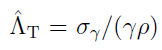 Λ̂_T = σ_γ/(γρ)